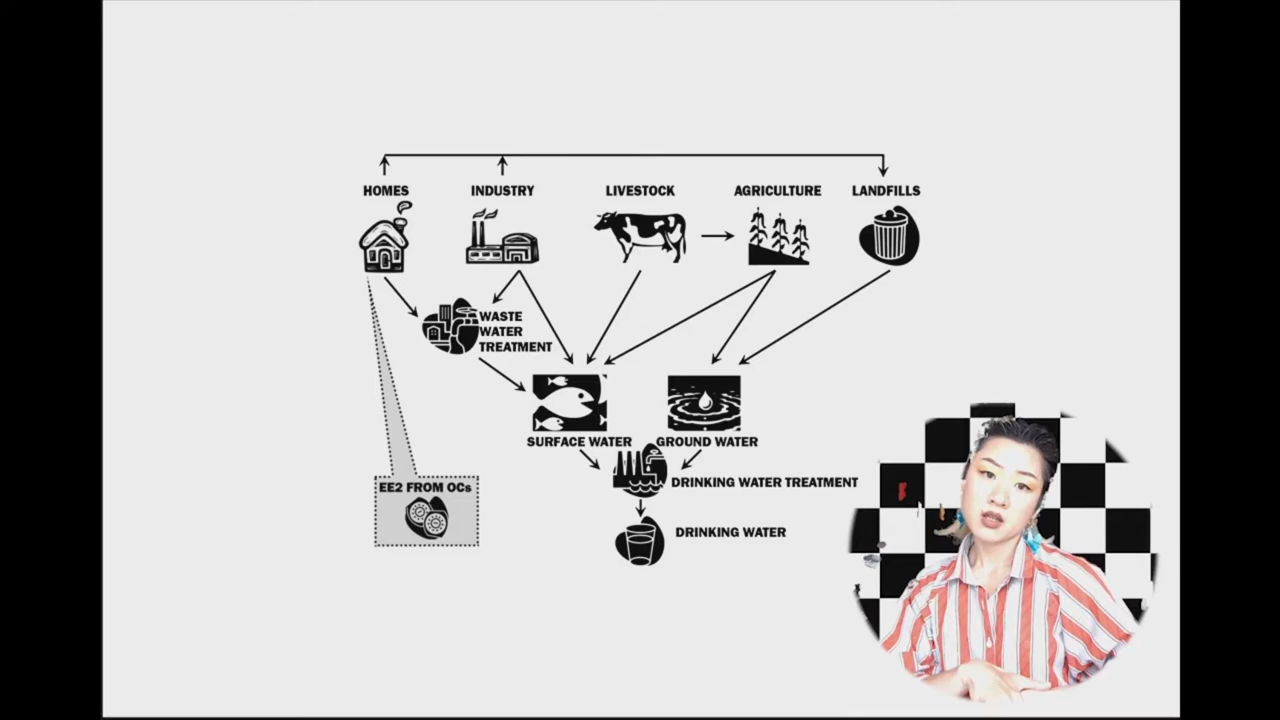 HOMES
INDUSTRY
LIVESTOCK
AGRICULTURE
LANDFILLS
WASTE
WATER
TREATMENT
SURFACE WATER
GROUND WATER
DRINKING WATER TREATMENT
EE2 FROM OCs
DRINKING WATER